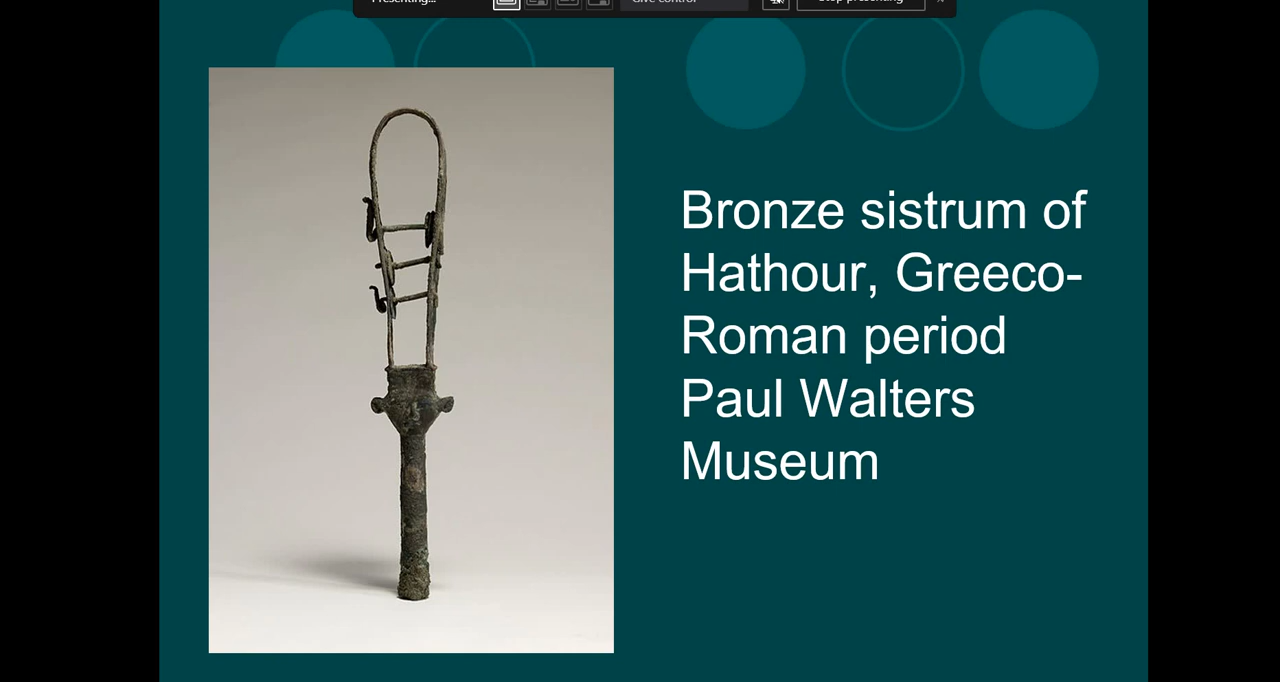 Presenting...
Give control
Stop presenting
Bronze sistrum of
Hathour, Greeco-
Roman period
Paul Walters
Museum